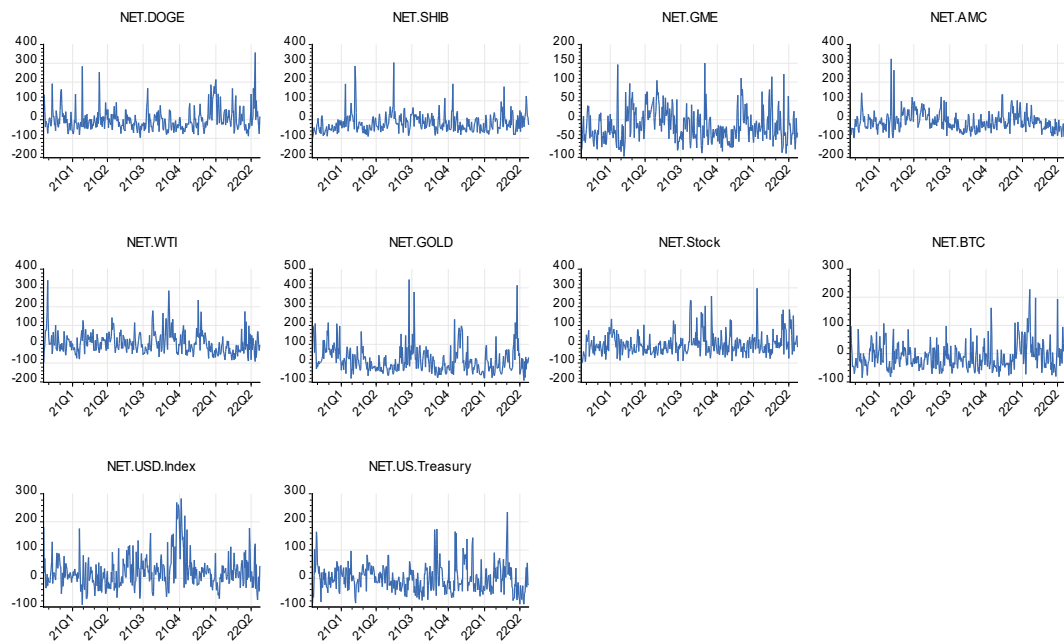 NET.DOGE NET.SHIB NET.GME NET.AMC
400 400 200 400
300 300 150 300
200 200 100 200
100 100 50 100
0 0 0 0
-100 -100 -50 -100
-200 -200 -100 -200
21Q1 21Q2 21Q3 21Q4 22Q1 22Q2 21Q1 21Q2 21Q3 21Q4 22Q1 22Q2 21Q1 21Q2 21Q3 21Q4 22Q1 22Q2 21Q1 21Q2 21Q3 21Q4 22Q1 22Q2
NET.WTI NET.GOLD NET.Stock NET.BTC
400 500 400 300
300 400 300
200 300 200 200
100 200 100 100
0 100 0
-100 0 -100 0
-200 -100 200 -100
21Q1 21Q2 21Q3 21Q4 22Q1 22Q2 21Q1 21Q2 21Q3 21Q4 22Q1 22Q2 21Q1 21Q2 21Q3 21Q4 22Q1 22Q2 21Q1 21Q2 21Q3 21Q4 22Q1 22Q2
NET.USD.Index NET.US.Treasury
300 300
200 200
100 100
0 0
-100 -100
21Q1 21Q2 21Q3 21Q4 22Q1 22Q2 21Q1 21Q2 21Q3 21Q4 22Q1 22Q2